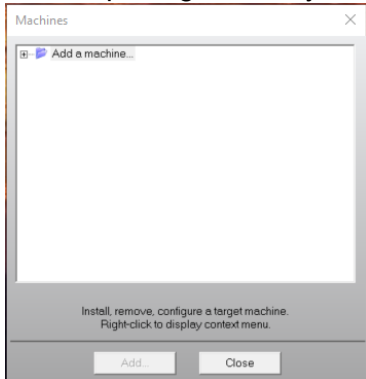 Machines
Add a machine...
Install, remove, configure a target machine.
Right-click to display context menu.
Add...
Close